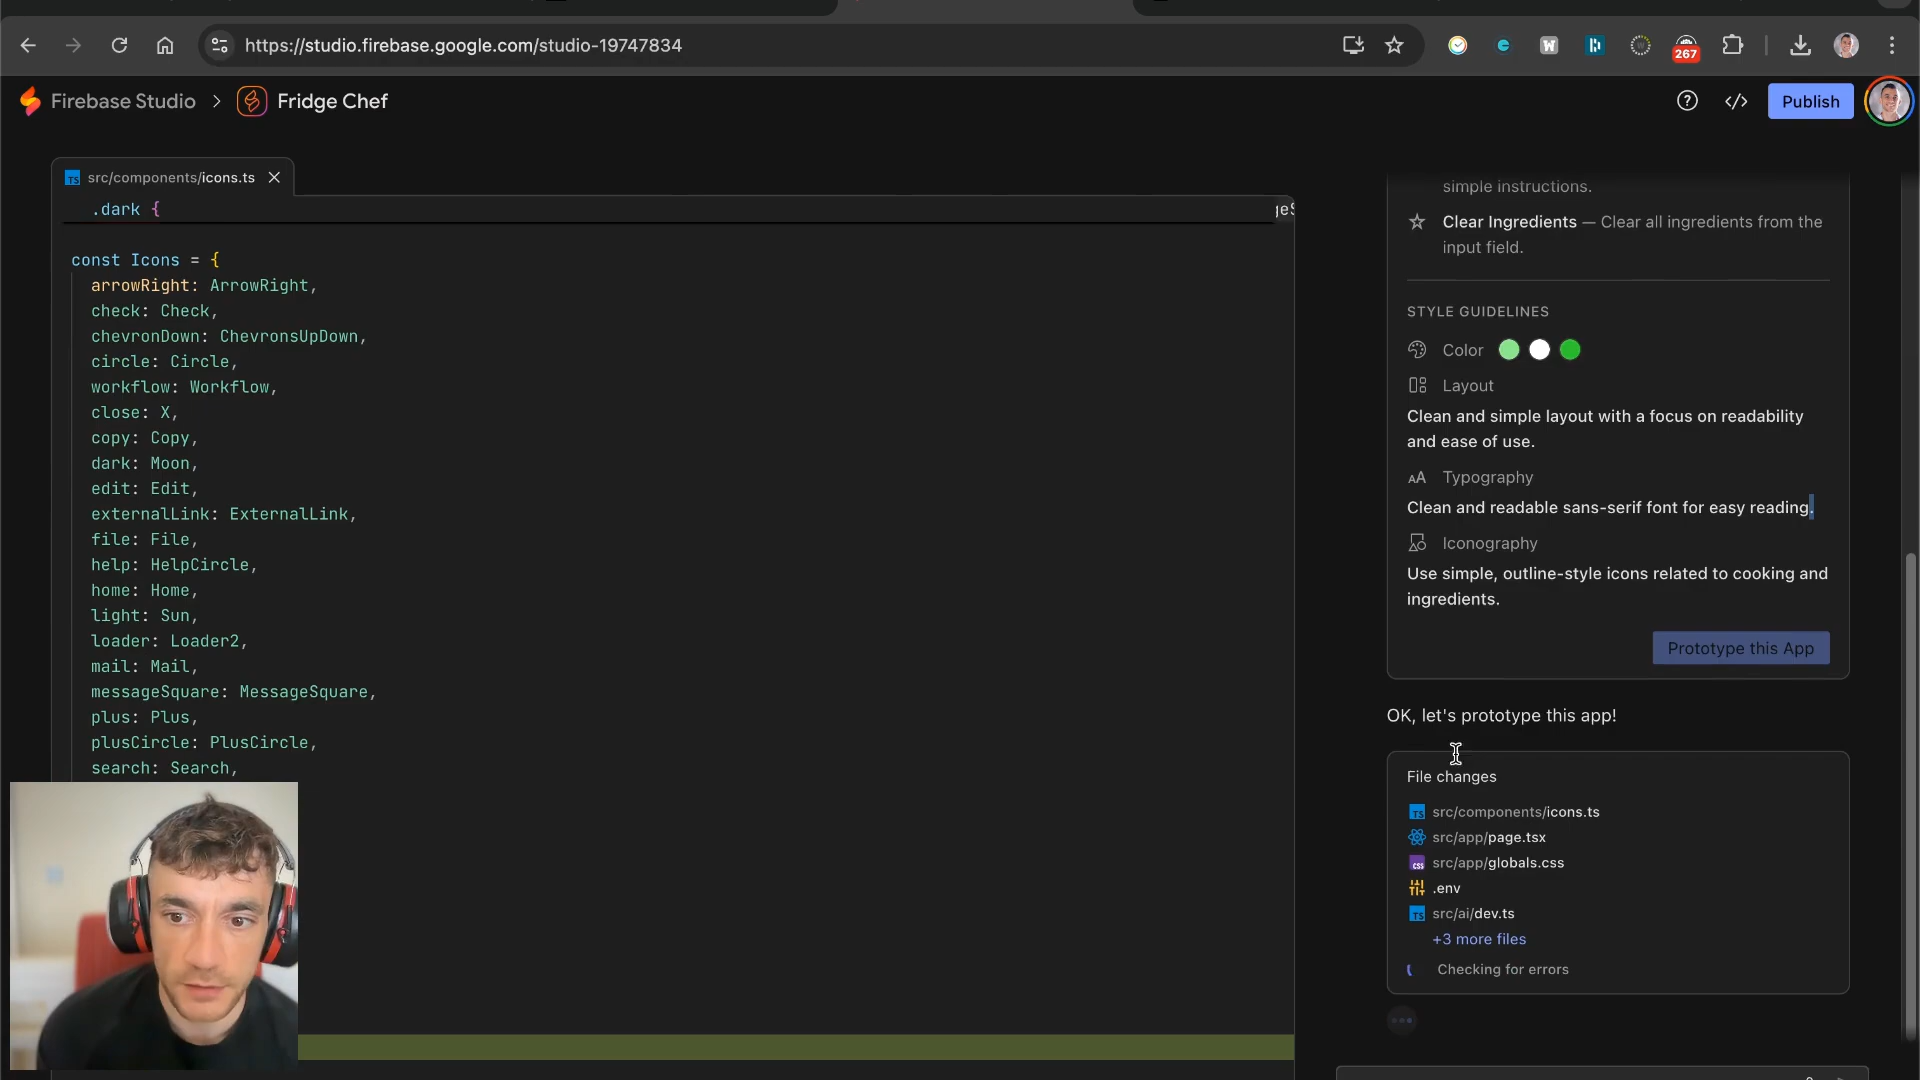 https://studio.firebase.google.com/studio-19747834
267
Firebase Studio > Fridge Chef
</>
Publish
TS src/components/icons.ts
.dark {
const Icons = {
arrowRight: ArrowRight,
check: Check,
chevronDown: ChevronsUpDown,
circle: Circle,
workflow: Workflow,
close: X,
copy: Copy,
dark: Moon,
edit: Edit,
externalLink: ExternalLink,
file: File,
help: HelpCircle,
home: Home,
light: Sun,
loader: Loader2,
mail: Mail,
messageSquare: MessageSquare,
plus: Plus,
plusCircle: PlusCircle,
search: Search,
simple instructions.
Clear Ingredients — Clear all ingredients from the
input field.
STYLE GUIDELINES
Color
Layout
Clean and simple layout with a focus on readability
and ease of use.
AA Typography
Clean and readable sans-serif font for easy reading.
Iconography
Use simple, outline-style icons related to cooking and
ingredients.
Prototype this App
OK, let's prototype this app!
File changes
TS src/components/icons.ts
src/app/page.tsx
css src/app/globals.css
.env
TS src/ai/dev.ts
+3 more files
Checking for errors